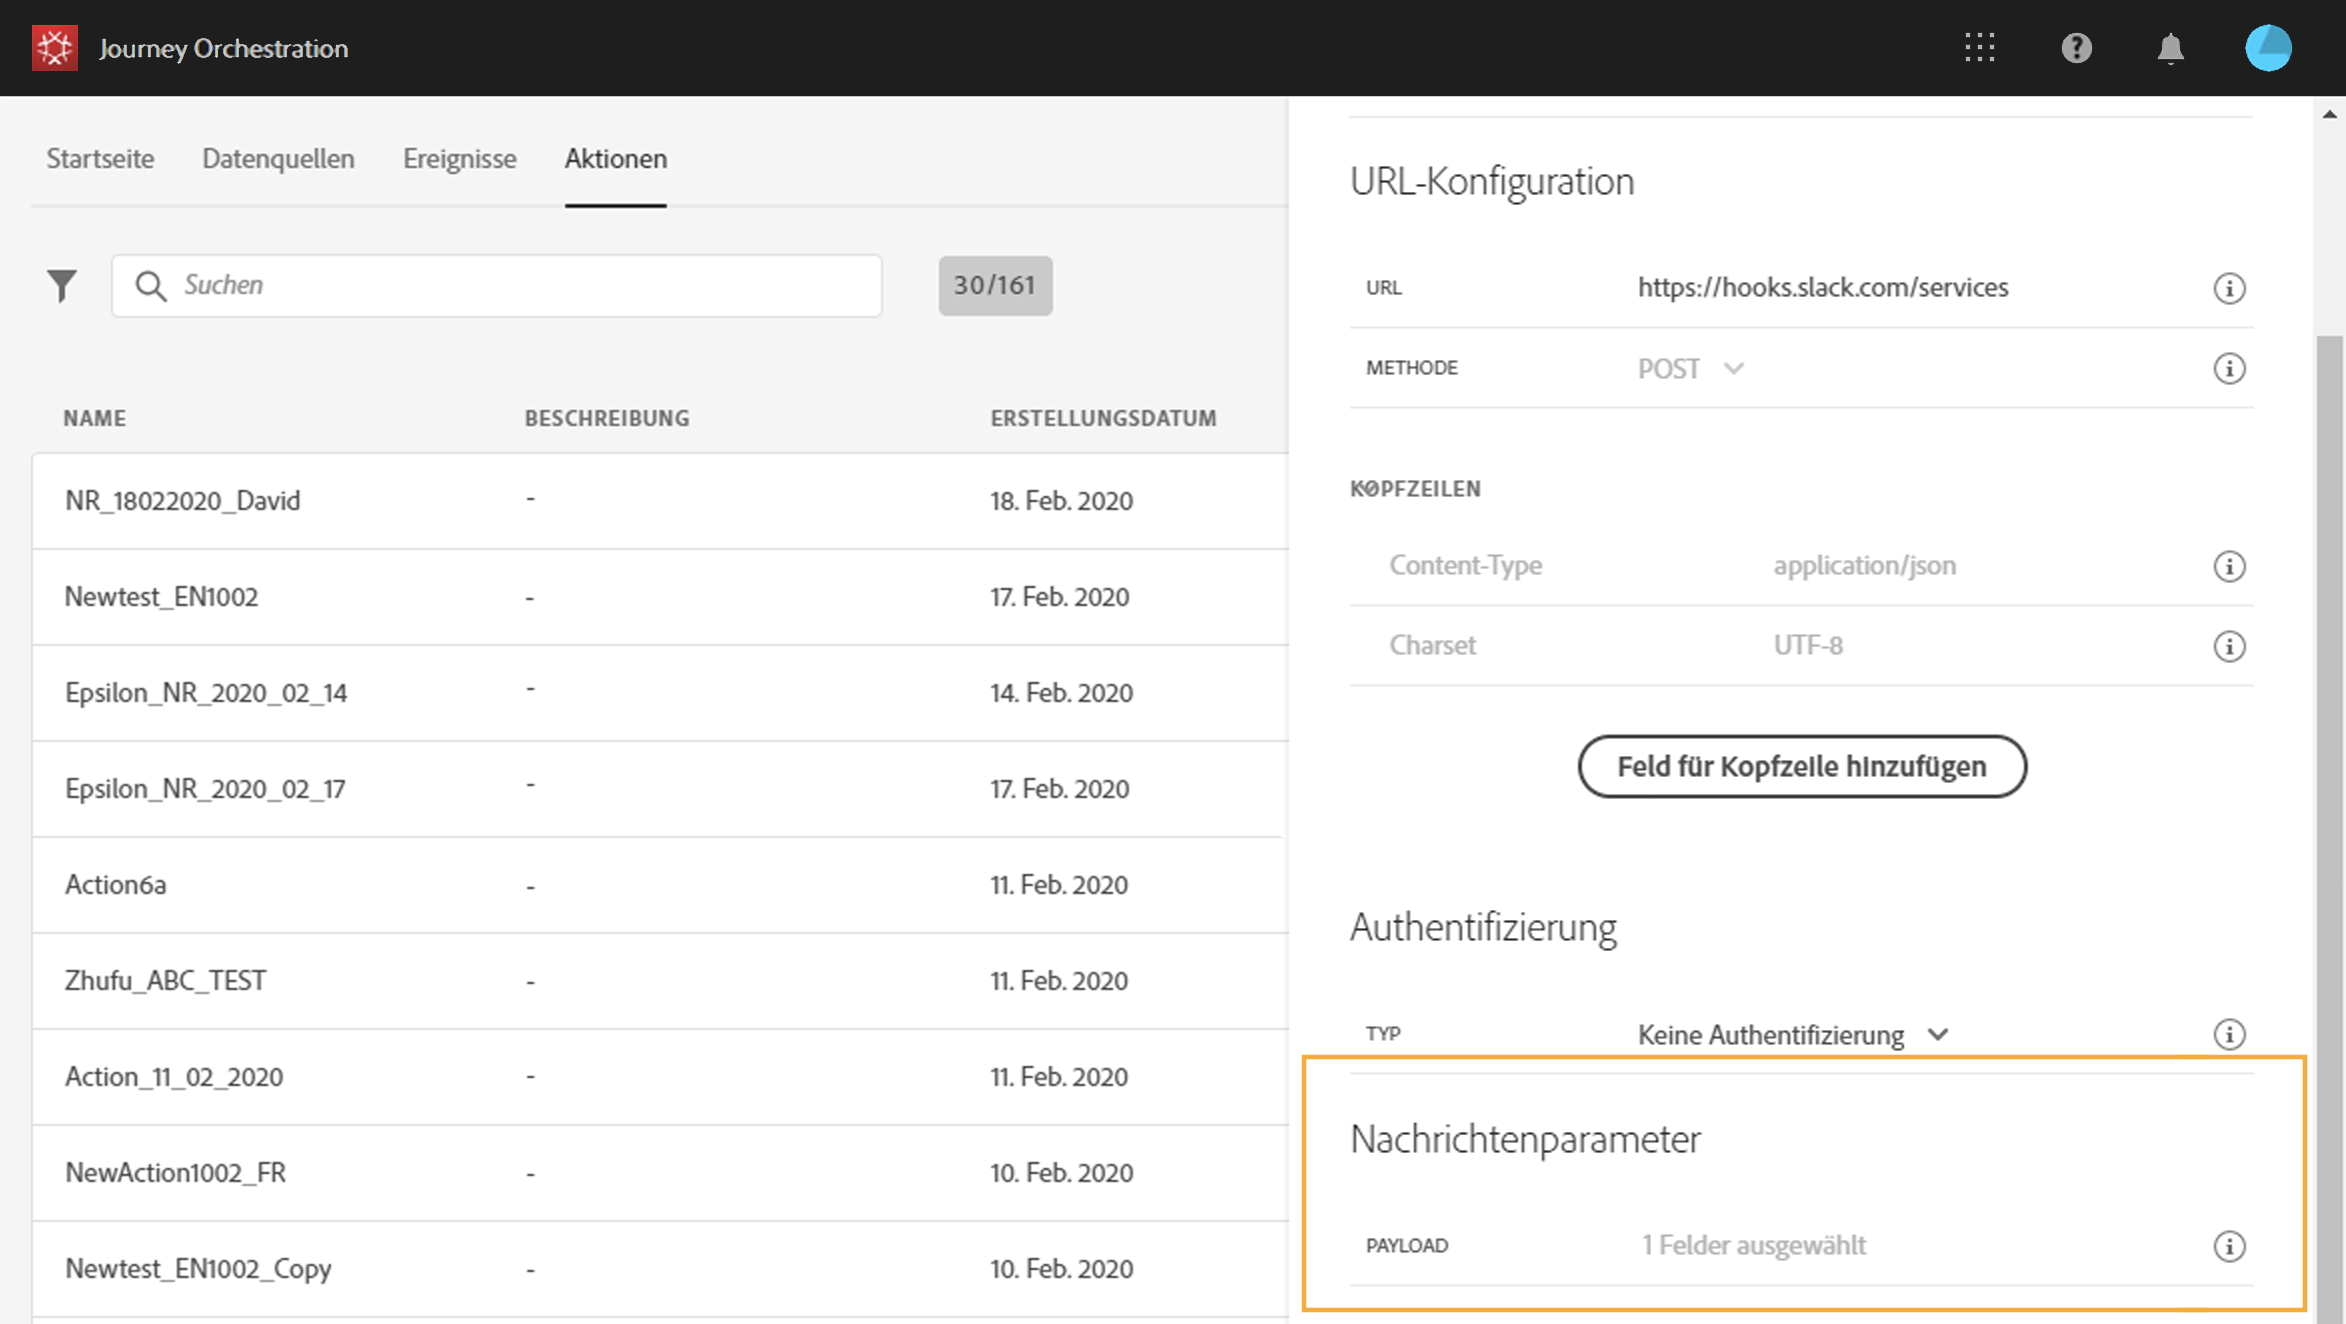 Journey Orchestration
Startseite Datenquellen Ereignisse Aktionen
Suchen
30/161
NAME BESCHREIBUNG ERSTELLUNGSDATUM
NR_18022020_David - 18. Feb. 2020
Newtest_EN1002 - 17. Feb. 2020
Epsilon_NR_2020_02_14 - 14. Feb. 2020
Epsilon_NR_2020_02_17 - 17. Feb. 2020
Action6a - 11. Feb. 2020
Zhufu_ABC_TEST - 11. Feb. 2020
Action_11_02_2020 - 11. Feb. 2020
NewAction1002_FR - 10. Feb. 2020
Newtest_EN1002_Copy - 10. Feb. 2020
URL-Konfiguration
URL https://hooks.slack.com/services
METHODE POST
KOPFZEILEN
Content-Type application/json
Charset UTF-8
Feld für Kopfzeile hinzufügen
Authentifizierung
TYP Keine Authentifizierung
Nachrichtenparameter
PAYLOAD 1 Felder ausgewählt